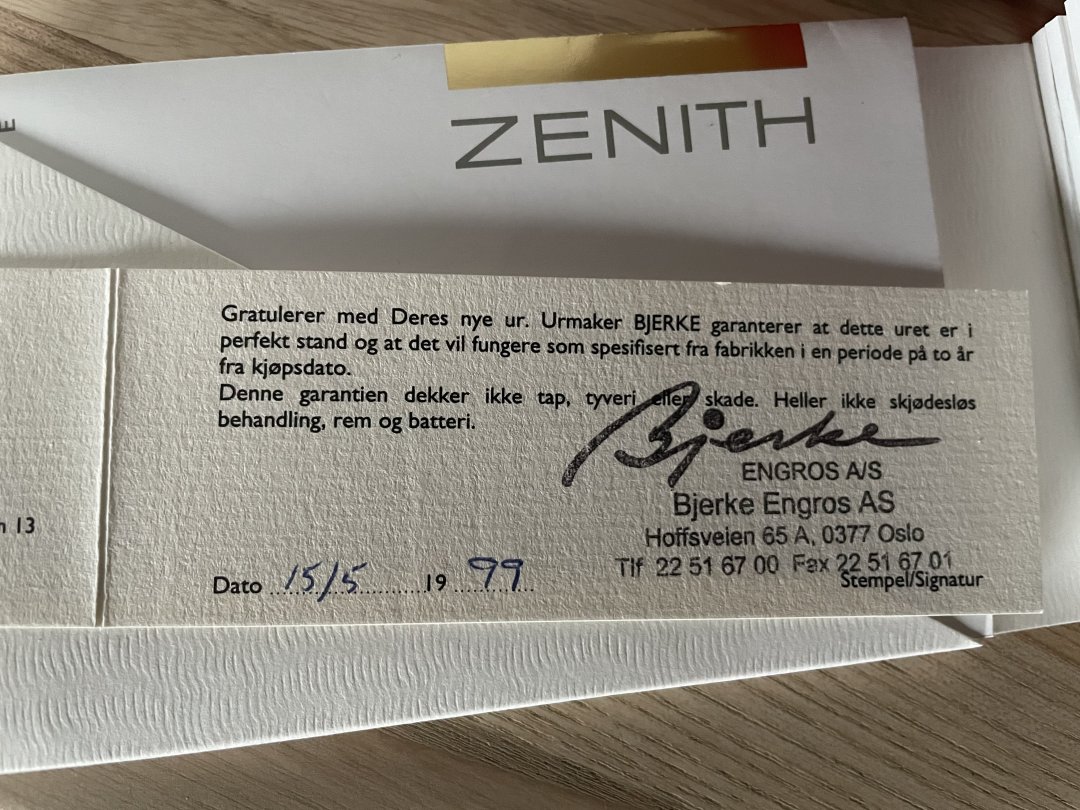 ZENITH
Gratulerer med Deres nye ur. Urmaker BJERKE garanterer at dette uret er i
perfekt stand og at det vil fungere som spesifisert fra fabrikken i en periode på to år
fra kjøpsdato.
Denne garantien dekker ikke tap, tyveri eller skade. Heller ikke skjødesløs
behandling, rem og batteri.
Bjerke
ENGROS A/S
Bjerke Engros AS
Hoffsveien 65 A, 0377 Oslo
Tlf 22 51 67 00 Fax 22 51 67 01
Stempel/Signatur
Dato 15/5 19 99
13